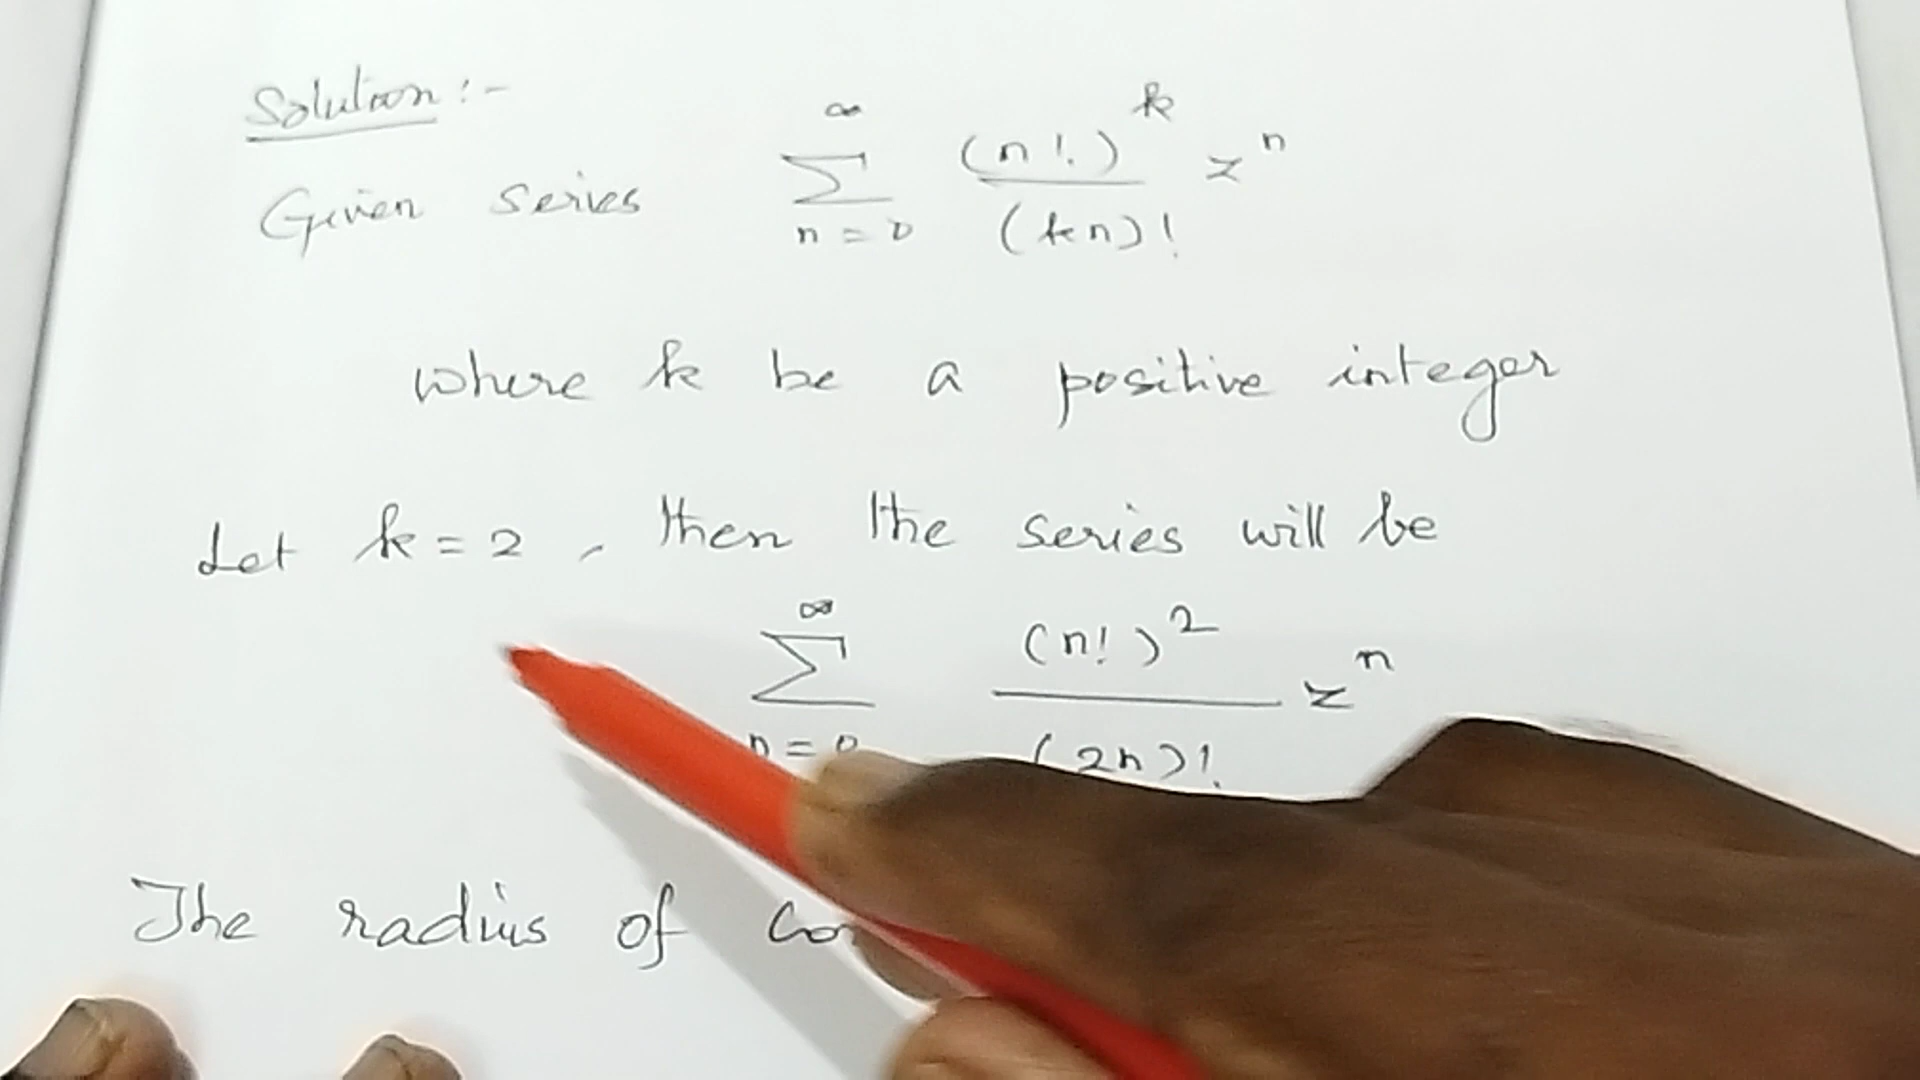 Solution :-
Given series ∞ Σ n = 0 (n!)^k / (kn)! z^n
where k be a positive integer
Let k = 2 , then the series will be
∞ Σ n = 0 (n!)^2 / (2n)! z^n
The radius of